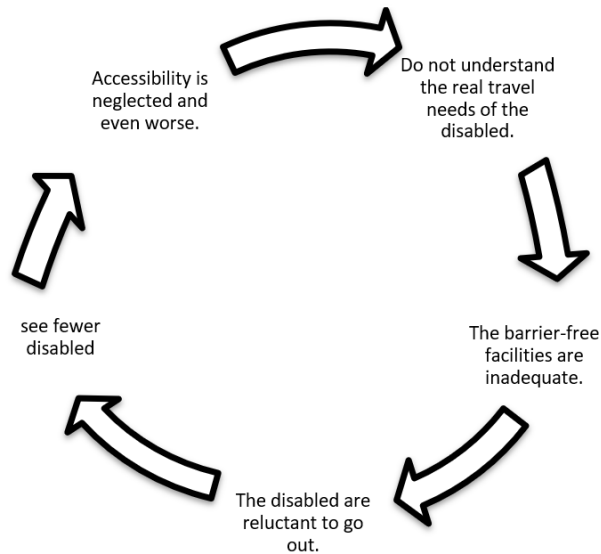 Accessibility is
neglected and
even worse.
Do not understand
the real travel
needs of the
disabled.
The barrier-free
facilities are
inadequate.
The disabled are
reluctant to go
out.
see fewer
disabled